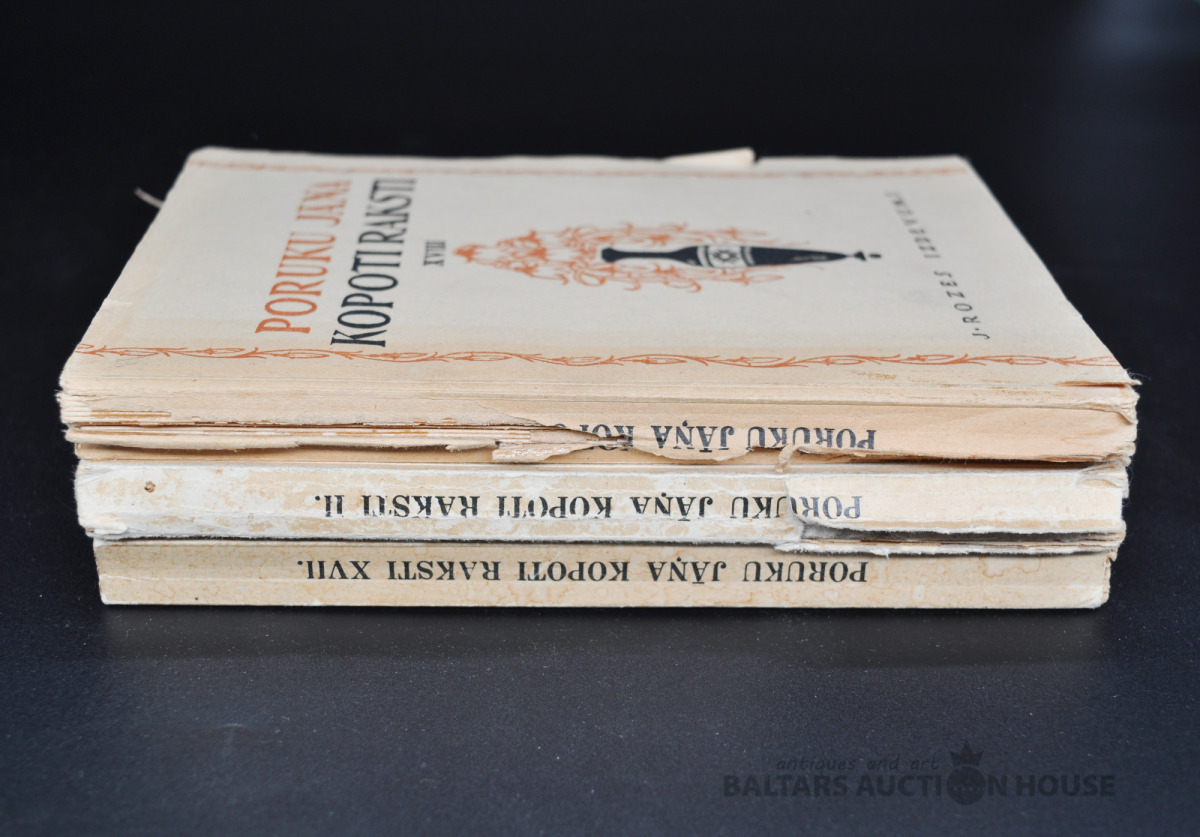 PORUKU JĀŅA
KOPOTI RAKSTI
XVIII
J. ROZES IZDEVUMS
PORUKU JĀŅA
PORUKU JĀŅA KOPOTI RAKSTI II.
PORUKU JĀŅA KOPOTI RAKSTI XVII.
antiques and art
BALTARS AUCTION HOUSE